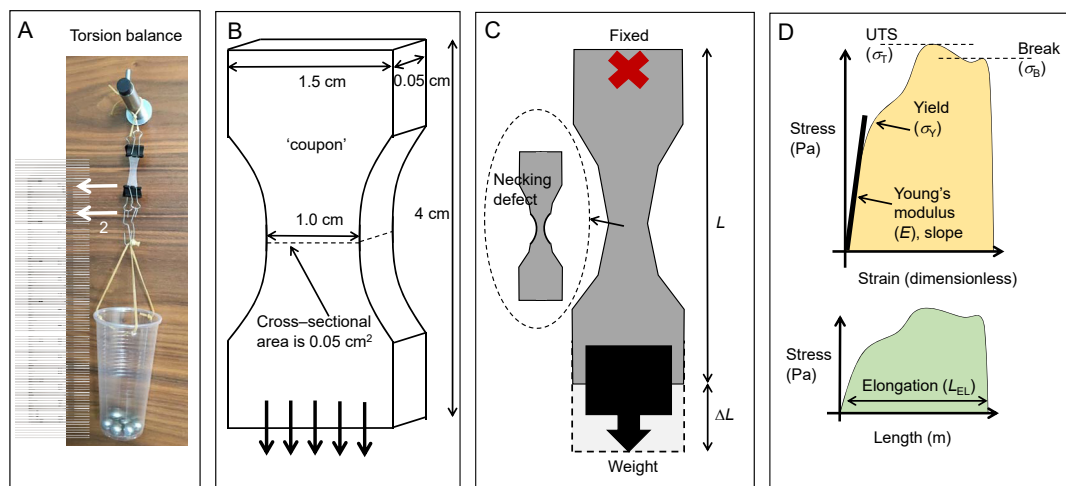 A
Torsion balance
2
B
1.5 cm
0.05 cm
'coupon'
1.0 cm
4 cm
Cross–sectional
area is 0.05 cm²
C
Fixed
Necking
defect
L
ΔL
Weight
D
UTS
(σT)
Break
(σB)
Yield
(σY)
Stress
(Pa)
Young's
modulus
(E), slope
Strain (dimensionless)
Stress
(Pa)
Elongation (LEL)
Length (m)